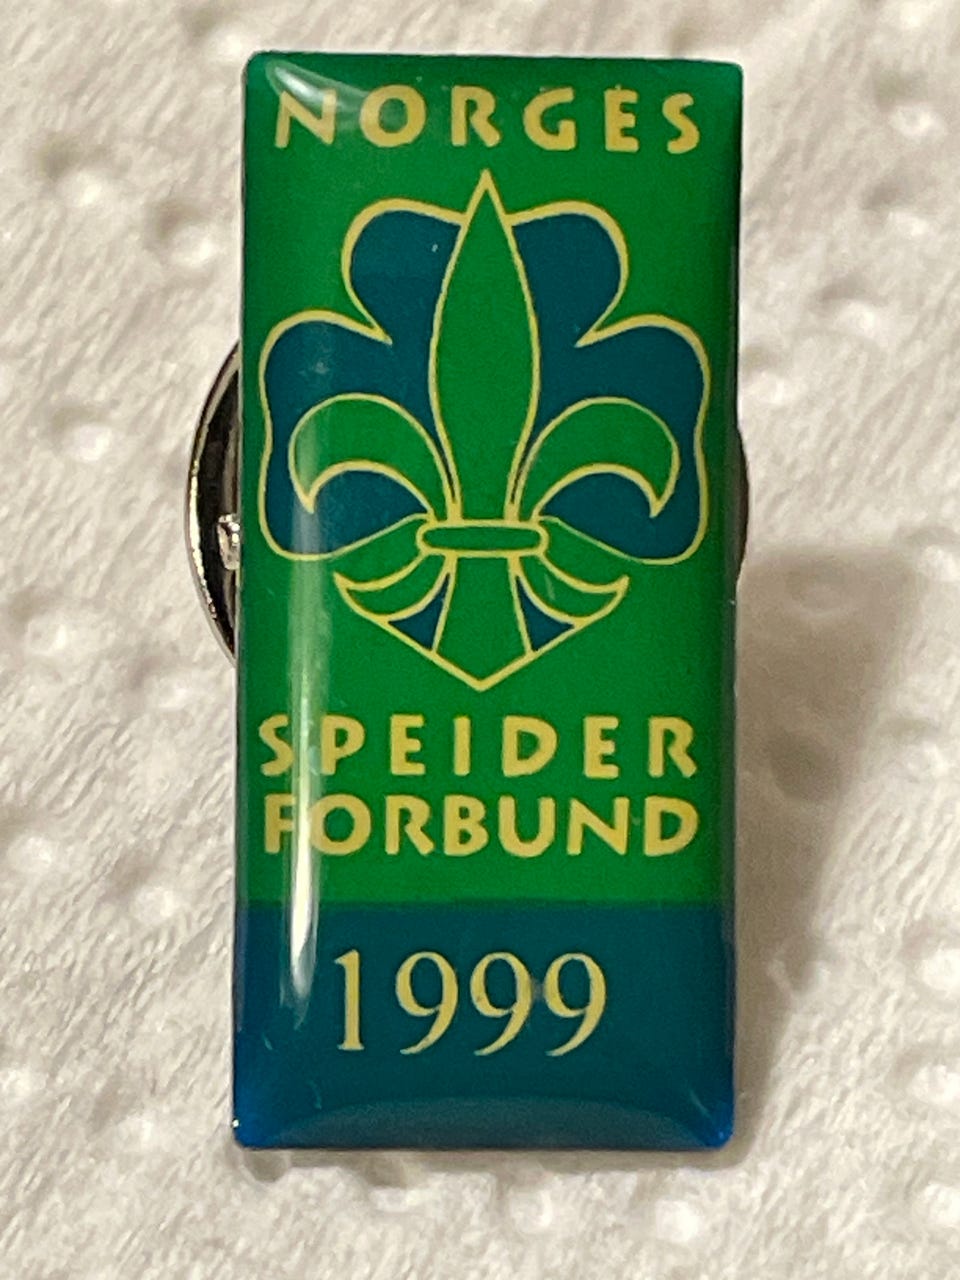 NORGES
SPEIDER
FORBUND
1999